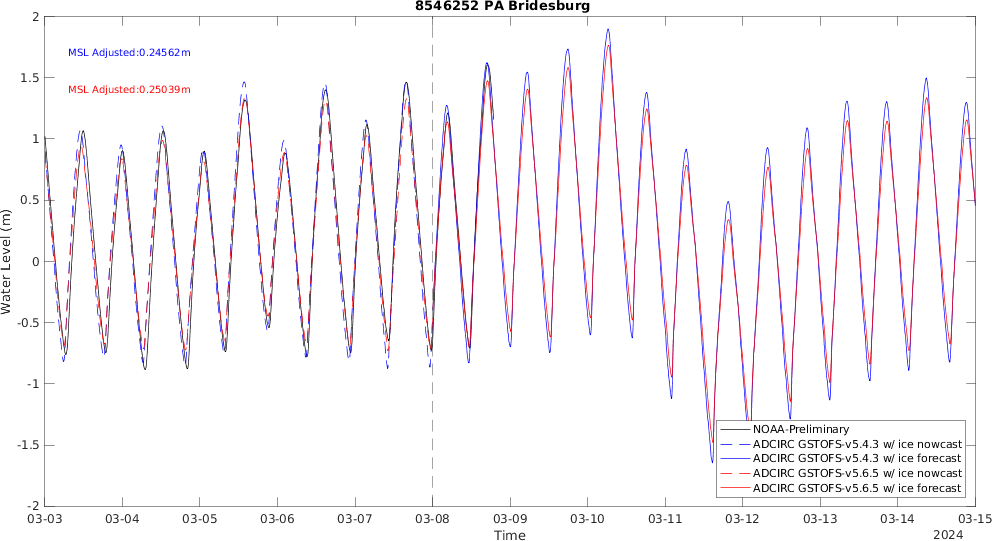 8546252 PA Bridesburg
MSL Adjusted:0.24562m
MSL Adjusted:0.25039m
Water Level (m)
2
1.5
1
0.5
0
-0.5
-1
-1.5
-2
NOAA-Preliminary
ADCIRC GSTOFS-v5.4.3 w/ ice nowcast
ADCIRC GSTOFS-v5.4.3 w/ ice forecast
ADCIRC GSTOFS-v5.6.5 w/ ice nowcast
ADCIRC GSTOFS-v5.6.5 w/ ice forecast
03-03 03-04 03-05 03-06 03-07 03-08 03-09 03-10 03-11 03-12 03-13 03-14 03-15
Time
2024